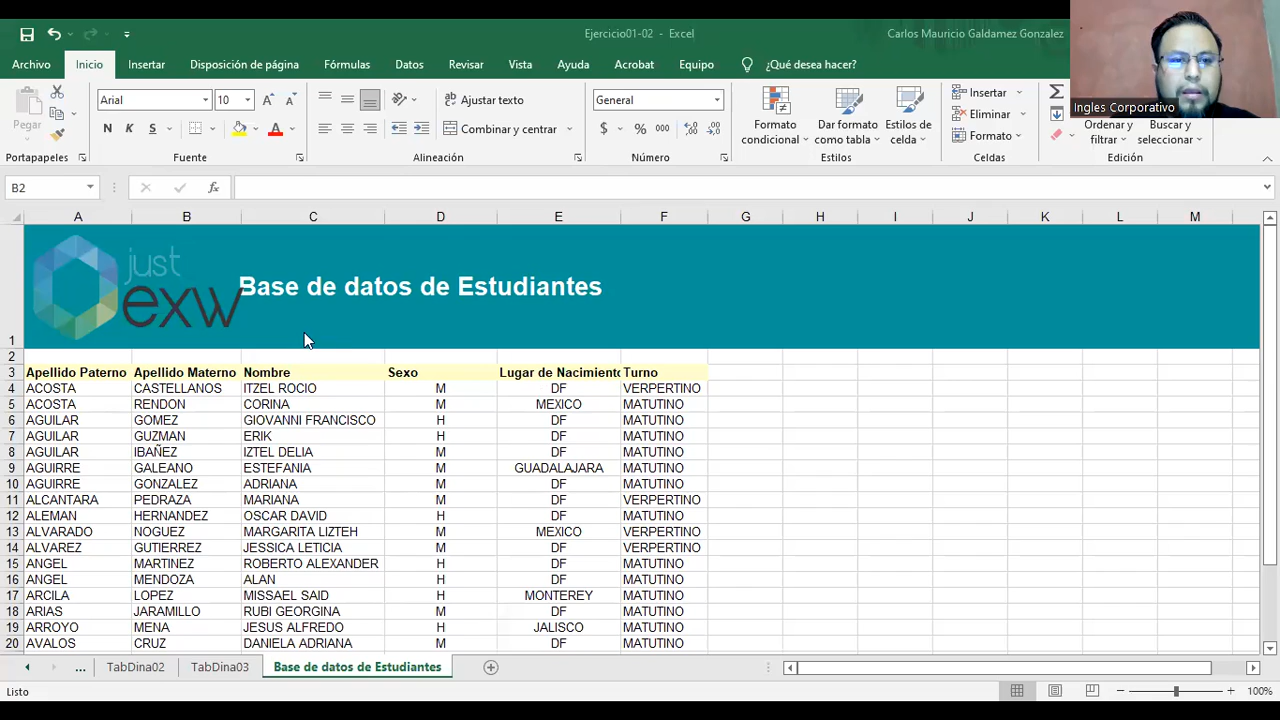 Ejercicio01-02 - Excel
Carlos Mauricio Galdamez Gonzalez
Ingles Corporativo
Archivo Inicio Insertar Disposición de página Fórmulas Datos Revisar Vista Ayuda Acrobat Equipo ¿Qué desea hacer?
Pegar
Arial 10
N K S
Ajustar texto
Combinar y centrar
General
$ % 000
Formato condicional
Dar formato como tabla
Estilos de celda
Insertar
Eliminar
Formato
Ordenar y filtrar
Buscar y seleccionar
Portapapeles Fuente Alineación Número Estilos Celdas Edición
B2 fx
A B C D E F G H I J K L M
just
exw
Base de datos de Estudiantes
1
2
3 Apellido Paterno Apellido Materno Nombre Sexo Lugar de Nacimiento Turno
4 ACOSTA CASTELLANOS ITZEL ROCIO M DF VERPERTINO
5 ACOSTA RENDON CORINA M MEXICO MATUTINO
6 AGUILAR GOMEZ GIOVANNI FRANCISCO H DF MATUTINO
7 AGUILAR GUZMAN ERIK H DF MATUTINO
8 AGUILAR IBAÑEZ IZTEL DELIA M DF MATUTINO
9 AGUIRRE GALEANO ESTEFANIA M GUADALAJARA MATUTINO
10 AGUIRRE GONZALEZ ADRIANA M DF MATUTINO
11 ALCANTARA PEDRAZA MARIANA M DF VERPERTINO
12 ALEMAN HERNANDEZ OSCAR DAVID H DF MATUTINO
13 ALVARADO NOGUEZ MARGARITA LIZTEH M MEXICO VERPERTINO
14 ALVAREZ GUTIERREZ JESSICA LETICIA M DF VERPERTINO
15 ANGEL MARTINEZ ROBERTO ALEXANDER H DF MATUTINO
16 ANGEL MENDOZA ALAN H DF MATUTINO
17 ARCILA LOPEZ MISSAEL SAID H MONTEREY MATUTINO
18 ARIAS JARAMILLO RUBI GEORGINA M DF MATUTINO
19 ARROYO MENA JESUS ALFREDO H JALISCO MATUTINO
20 AVALOS CRUZ DANIELA ADRIANA M DF MATUTINO
... TabDina02 TabDina03 Base de datos de Estudiantes
Listo 100%